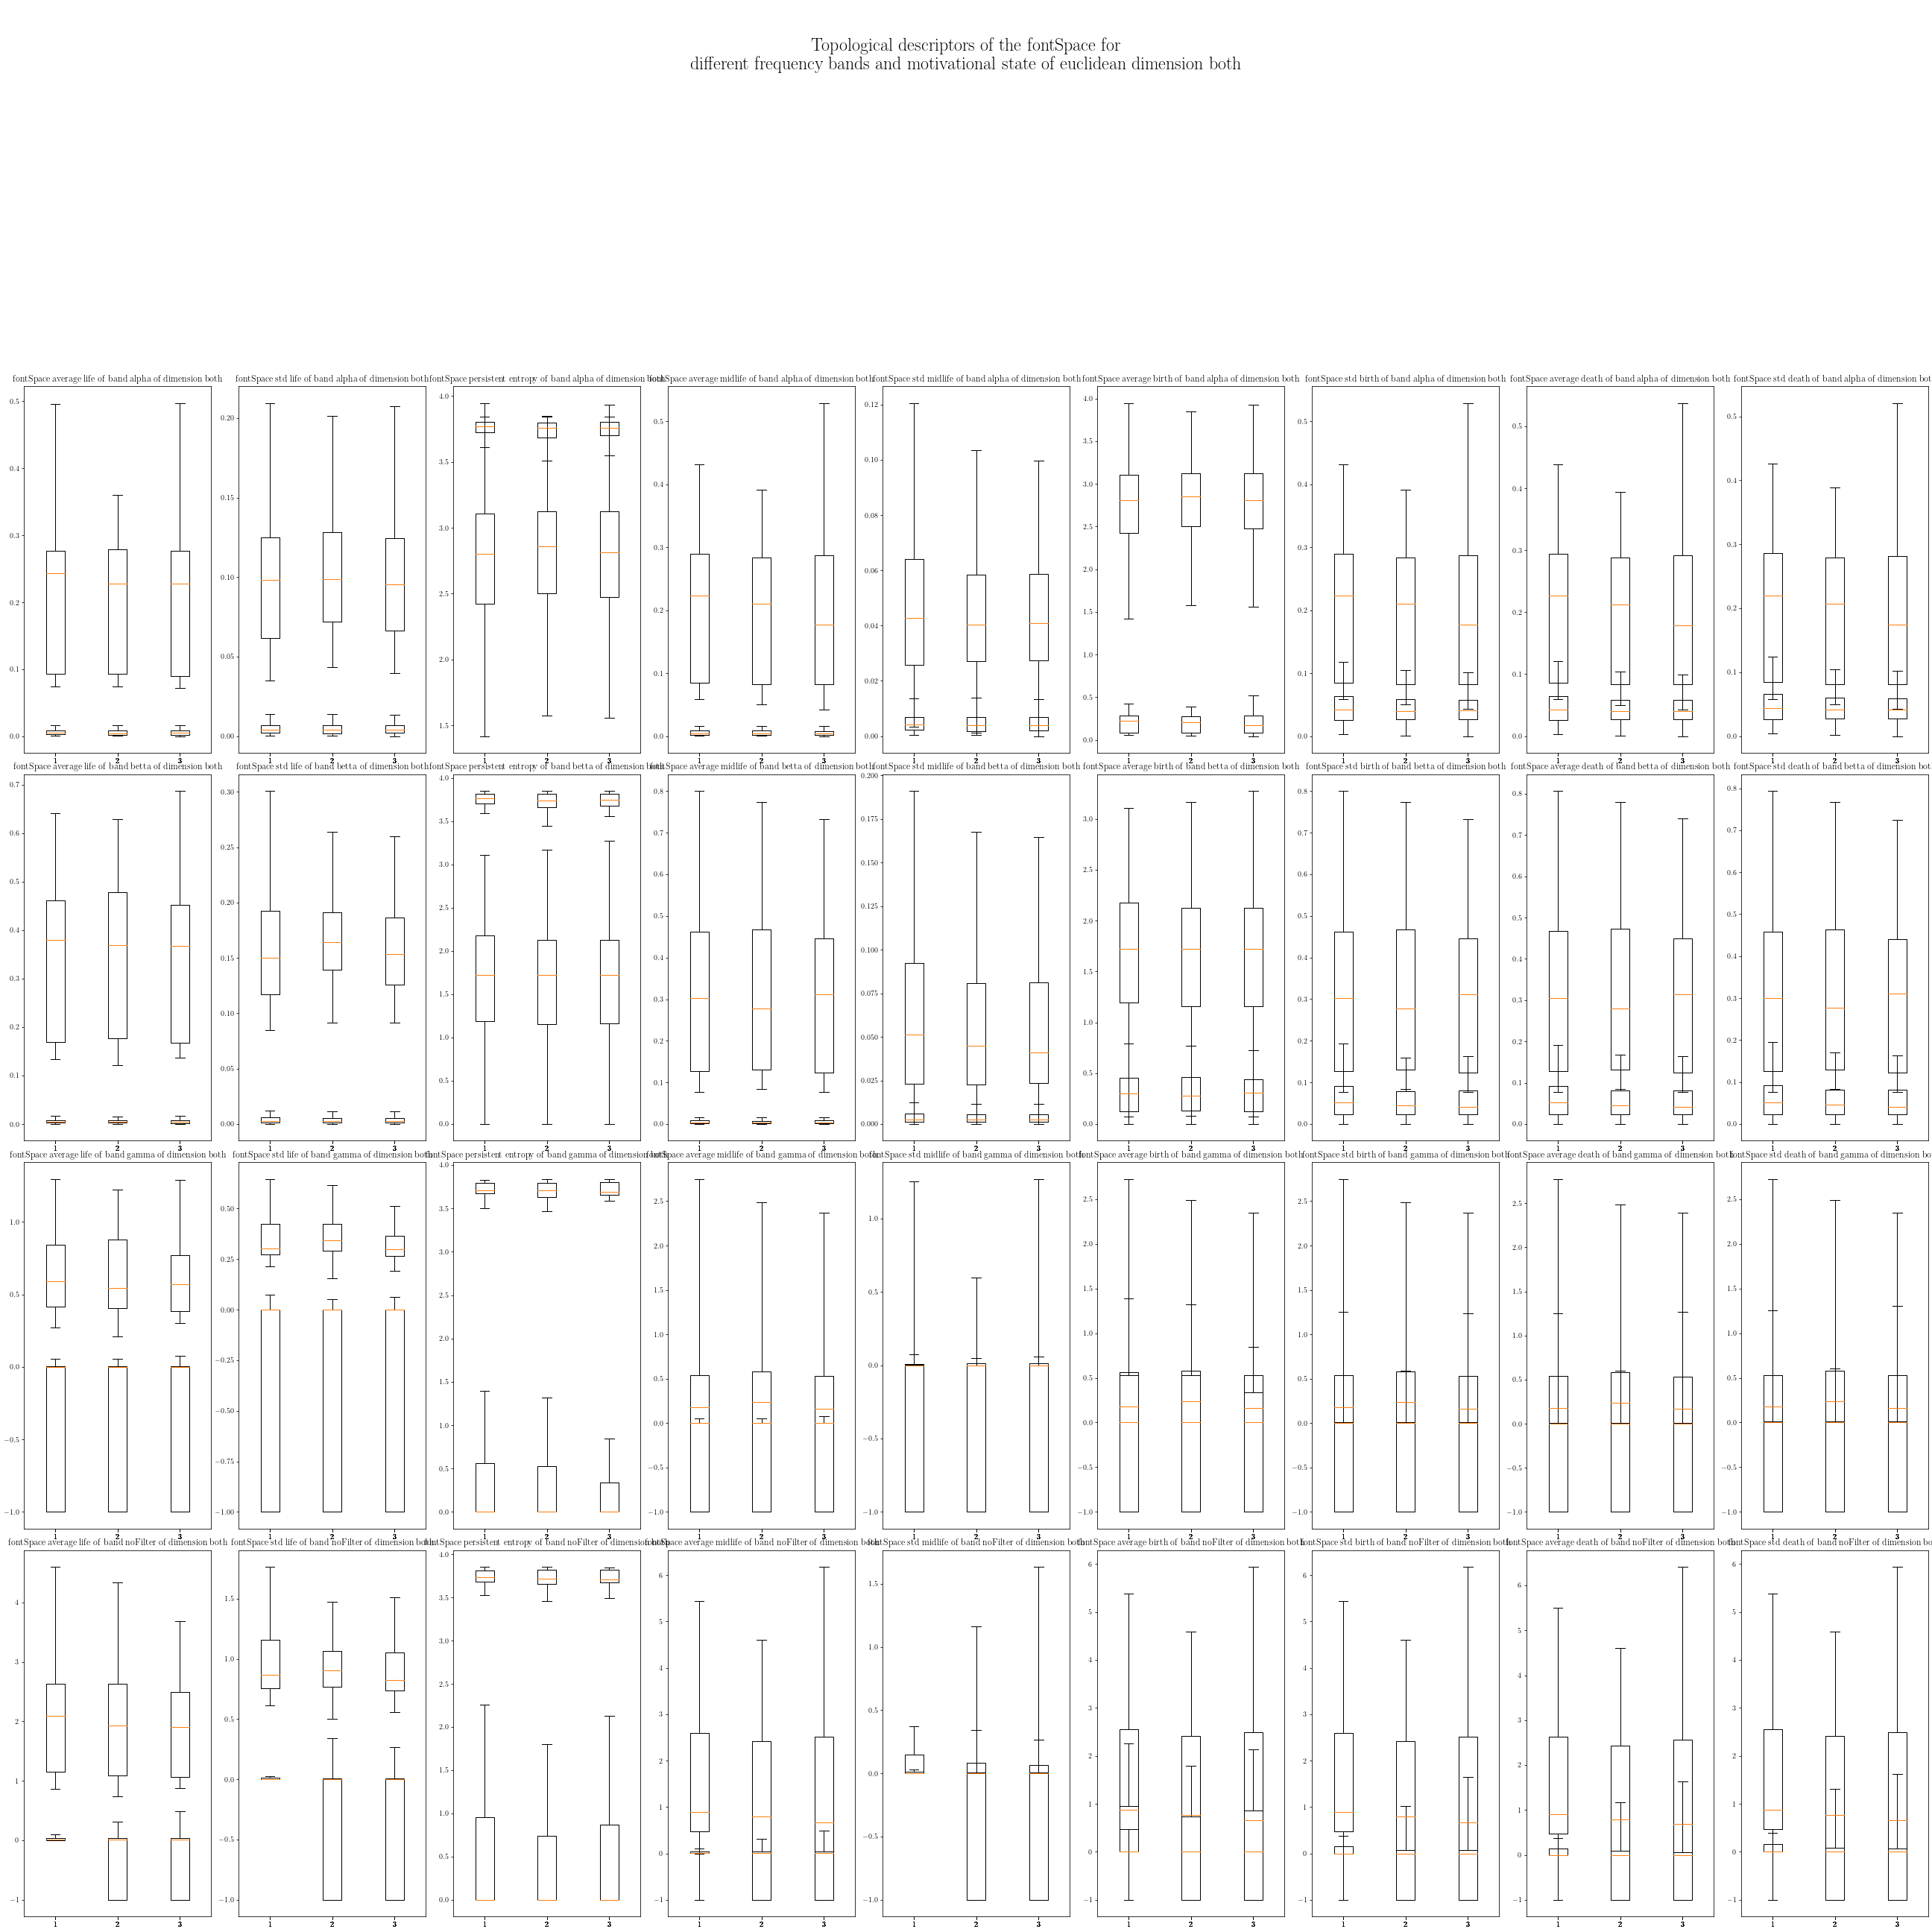 Topological descriptors of the fontSpace for
different frequency bands and motivational state of euclidean dimension both
fontSpace average life of band alpha of dimension both
fontSpace std life of band alpha of dimension both
fontSpace persistent entropy of band alpha of dimension both
fontSpace average midlife of band alpha of dimension both
fontSpace std midlife of band alpha of dimension both
fontSpace average birth of band alpha of dimension both
fontSpace std birth of band alpha of dimension both
fontSpace average death of band alpha of dimension both
fontSpace std death of band alpha of dimension bot
fontSpace average life of band betta of dimension both
fontSpace std life of band betta of dimension both
fontSpace persistent entropy of band betta of dimension both
fontSpace average midlife of band betta of dimension both
fontSpace std midlife of band betta of dimension both
fontSpace average birth of band betta of dimension both
fontSpace std birth of band betta of dimension both
fontSpace average death of band betta of dimension both
fontSpace std death of band betta of dimension bot
fontSpace average life of band gamma of dimension both
fontSpace std life of band gamma of dimension both
fontSpace persistent entropy of band gamma of dimension both
fontSpace average midlife of band gamma of dimension both
fontSpace std midlife of band gamma of dimension both
fontSpace average birth of band gamma of dimension both
fontSpace std birth of band gamma of dimension both
fontSpace average death of band gamma of dimension both
fontSpace std death of band gamma of dimension bo
fontSpace average life of band noFilter of dimension both
fontSpace std life of band noFilter of dimension both
fontSpace persistent entropy of band noFilter of dimension both
fontSpace average midlife of band noFilter of dimension both
fontSpace std midlife of band noFilter of dimension both
fontSpace average birth of band noFilter of dimension both
fontSpace std birth of band noFilter of dimension both
fontSpace average death of band noFilter of dimension both
fontSpace std death of band noFilter of dimension bo